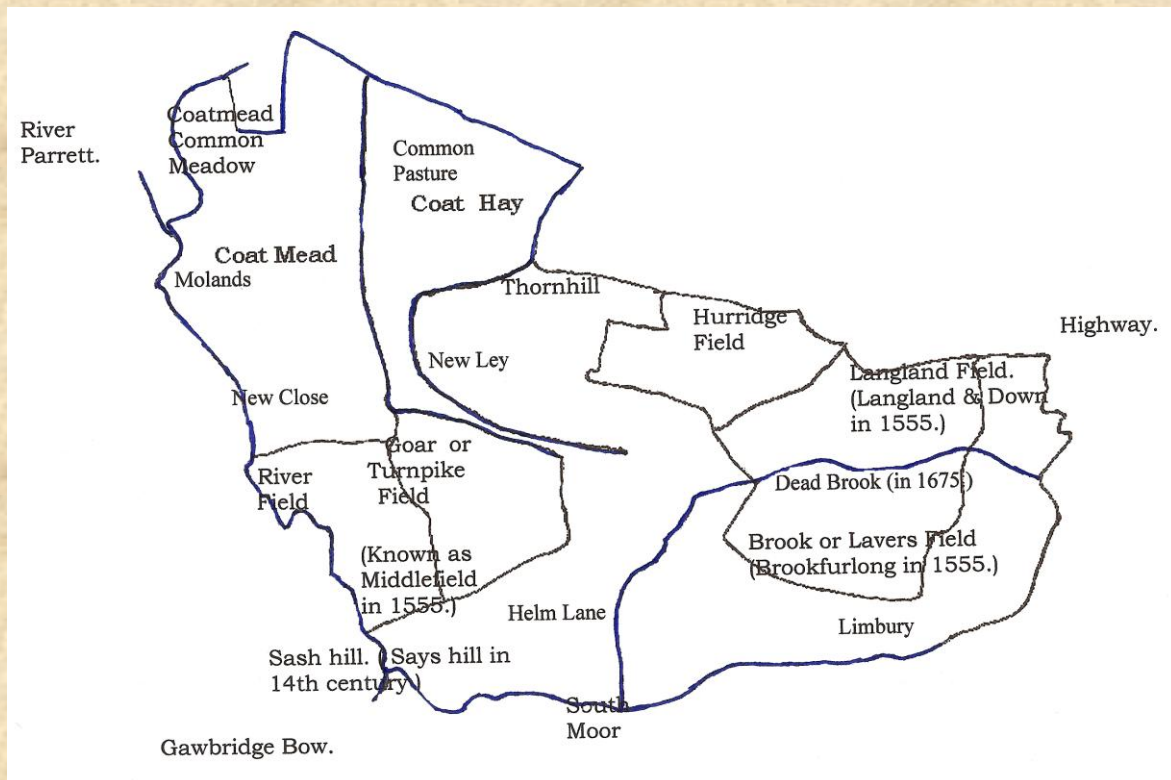 Coatmead
Common
Meadow
River
Parrett.
Common
Pasture
Coat Hay
Coat Mead
Molands
Thornhill
Hurridge
Field
Highway.
New Ley
Langland Field.
(Langland & Down
in 1555.)
New Close
Goar or
Turnpike
Field
River
Field
Dead Brook (in 1675)
Brook or Lavers Field
(Brookfurlong in 1555.)
(Known as
Middlefield
in 1555.)
Helm Lane
Limbury
Sash hill. ( Says hill in
14th century )
South
Moor
Gawbridge Bow.